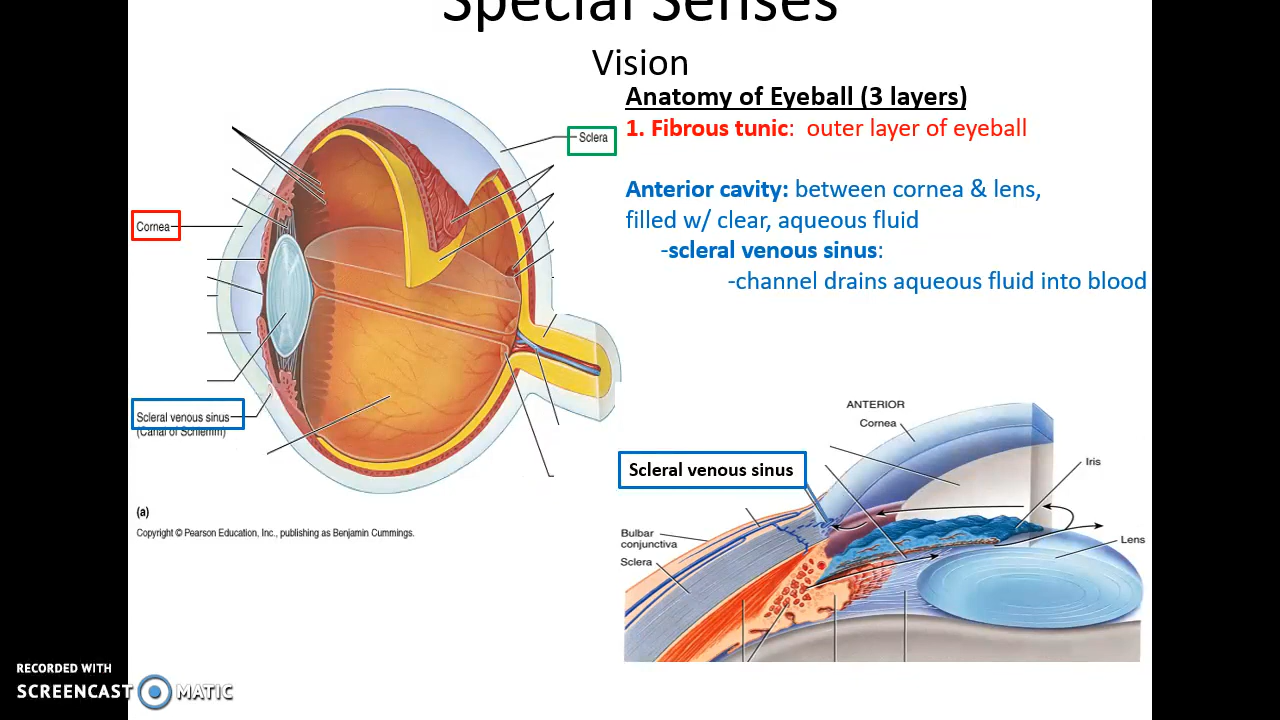 Special Senses
Vision
Anatomy of Eyeball (3 layers)
1. Fibrous tunic: outer layer of eyeball
Sclera
Anterior cavity: between cornea & lens,
filled w/ clear, aqueous fluid
-scleral venous sinus:
-channel drains aqueous fluid into blood
Cornea
Scleral venous sinus
(Canal of Schlemm)
(a)
Copyright © Pearson Education, Inc., publishing as Benjamin Cummings.
ANTERIOR
Cornea
Scleral venous sinus
Iris
Bulbar
conjunctiva
Lens
Sclera
RECORDED WITH
SCREENCAST MATIC